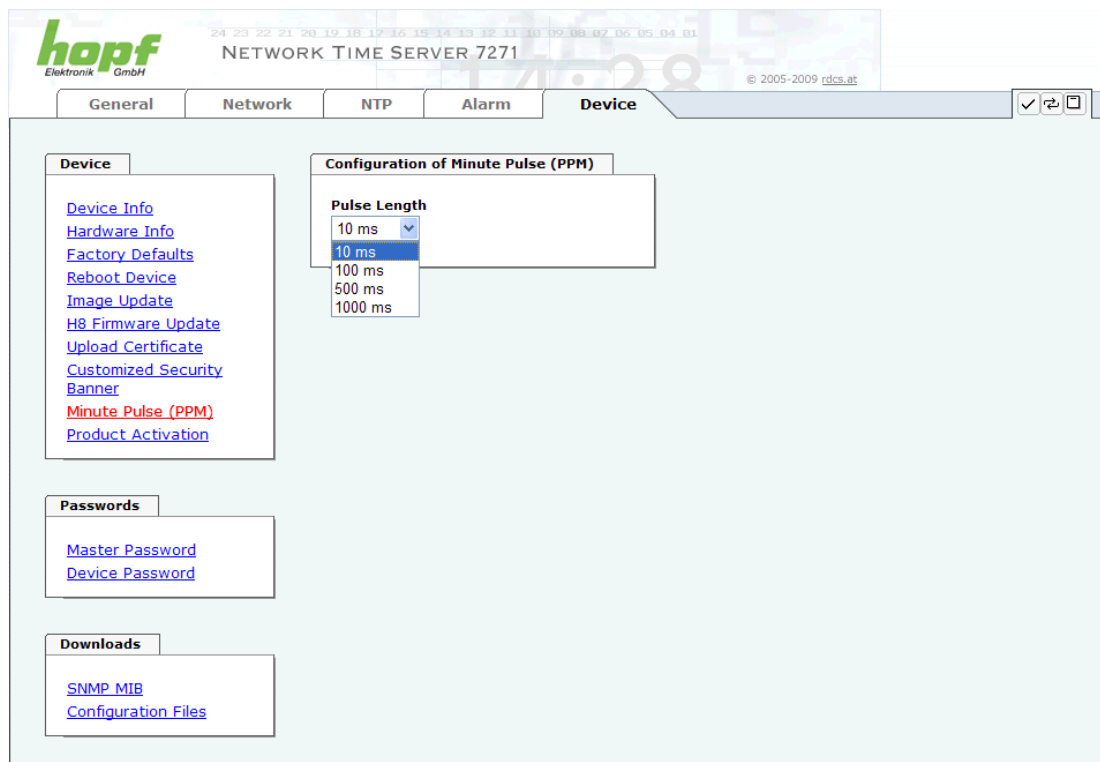 hopf
Elektronik GmbH
24 23 22 21 20 19 18 17 16 15 14 13 12 11 10 09 08 07 06 05 04 01
NETWORK TIME SERVER 7271
14:28
© 2005-2009 rdcs.at
General
Network
NTP
Alarm
Device
Device
Device Info
Hardware Info
Factory Defaults
Reboot Device
Image Update
H8 Firmware Update
Upload Certificate
Customized Security
Banner
Minute Pulse (PPM)
Product Activation
Configuration of Minute Pulse (PPM)
Pulse Length
10 ms
10 ms
100 ms
500 ms
1000 ms
Passwords
Master Password
Device Password
Downloads
SNMP MIB
Configuration Files